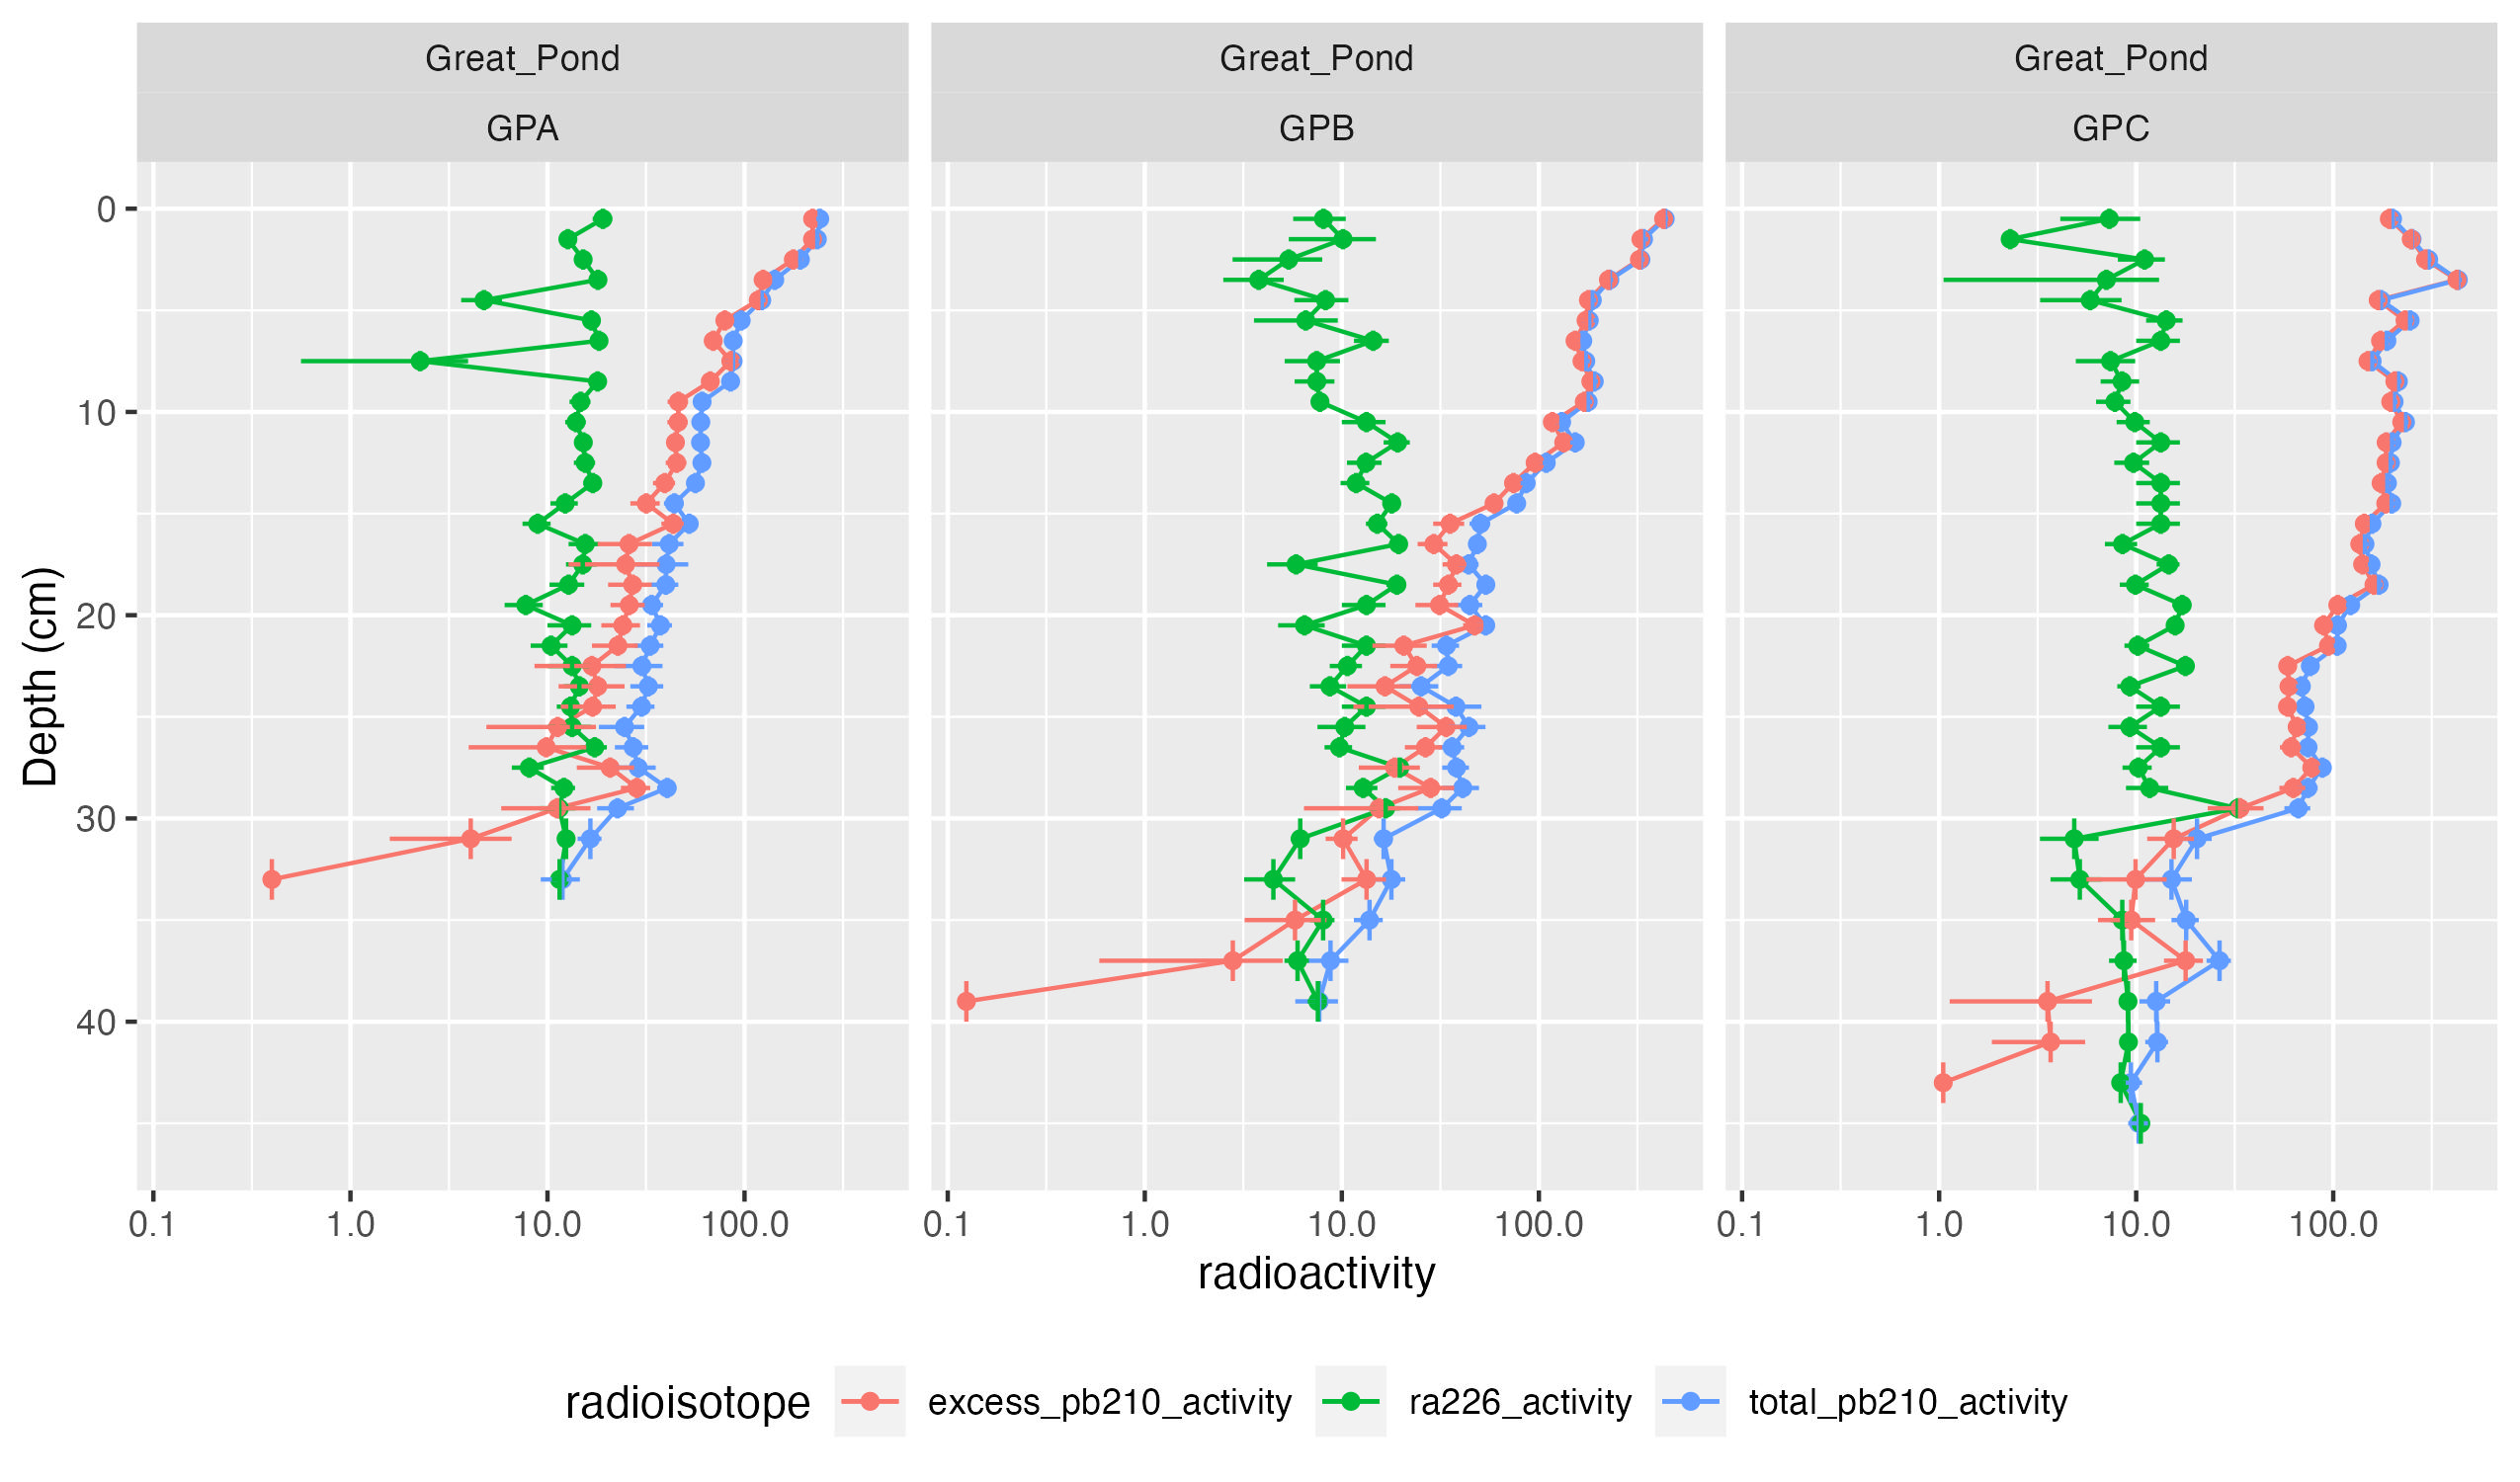 Great_Pond Great_Pond Great_Pond
GPA GPB GPC
0
10
20
30
40
Depth (cm)
0.1 1.0 10.0 100.0 0.1 1.0 10.0 100.0 0.1 1.0 10.0 100.0
radioactivity
radioisotope excess_pb210_activity ra226_activity total_pb210_activity